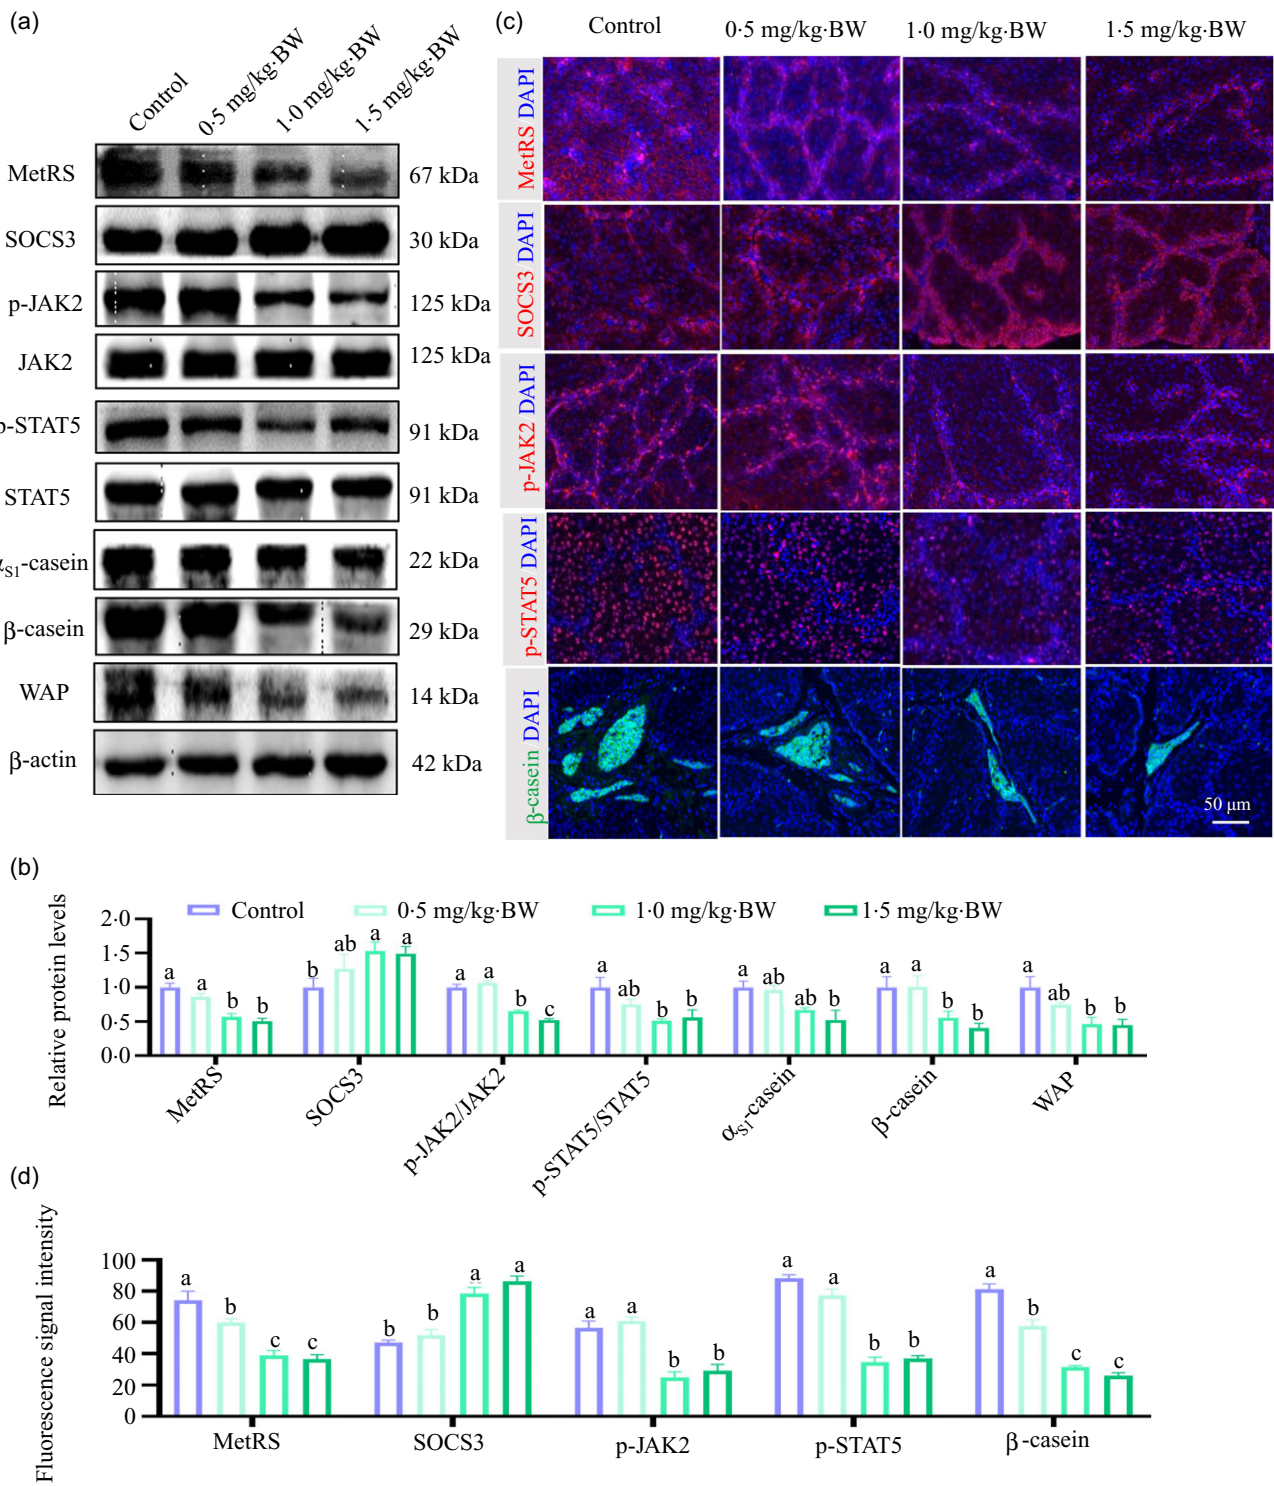 (a)
Control
0·5 mg/kg·BW
1·0 mg/kg·BW
1·5 mg/kg·BW
MetRS
67 kDa
SOCS3
30 kDa
p-JAK2
125 kDa
JAK2
125 kDa
p-STAT5
91 kDa
STAT5
91 kDa
αS1-casein
22 kDa
β-casein
29 kDa
WAP
14 kDa
β-actin
42 kDa
(c)
Control
0·5 mg/kg·BW
1·0 mg/kg·BW
1·5 mg/kg·BW
MetRS DAPI
SOCS3 DAPI
p-JAK2 DAPI
p-STAT5 DAPI
β-casein DAPI
50 μm
(b)
Relative protein levels
Control
0·5 mg/kg·BW
1·0 mg/kg·BW
1·5 mg/kg·BW
2·0
1·5
1·0
0·5
0·0
a a b b
b ab a a
a a b c
a ab b b
a ab ab b
a a b b
a ab b b
MetRS
SOCS3
p-JAK2/JAK2
p-STAT5/STAT5
αS1-casein
β-casein
WAP
(d)
Fluorescence signal intensity
100
80
60
40
20
0
a b c c
b b a a
a a b b
a a b b
a b c c
MetRS
SOCS3
p-JAK2
p-STAT5
β-casein